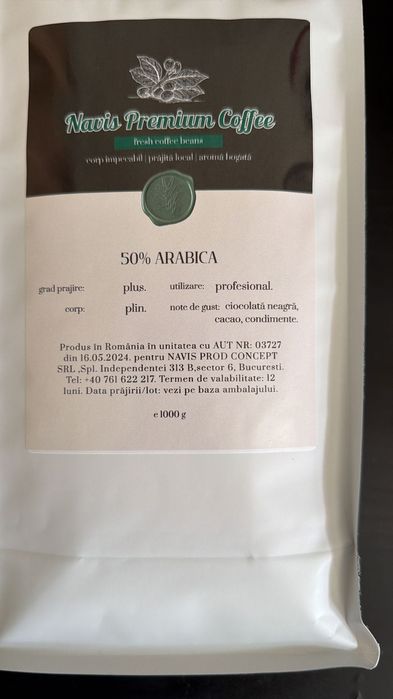 Navis Premium Coffee
fresh coffee beans
corp impecabil | prăjită local | aromă bogată
50% ARABICA
grad prajire: plus. utilizare: profesional.
corp: plin. note de gust: ciocolată neagră,
cacao, condimente.
Produs în România în unitatea cu AUT NR: 03727
din 16.05.2024. pentru NAVIS PROD CONCEPT
SRL ,Spl. Independentei 313 B,sector 6, Bucuresti.
Tel: +40 761 622 217. Termen de valabilitate: 12
luni. Data prăjirii/lot: vezi pe baza ambalajului.
e 1000 g